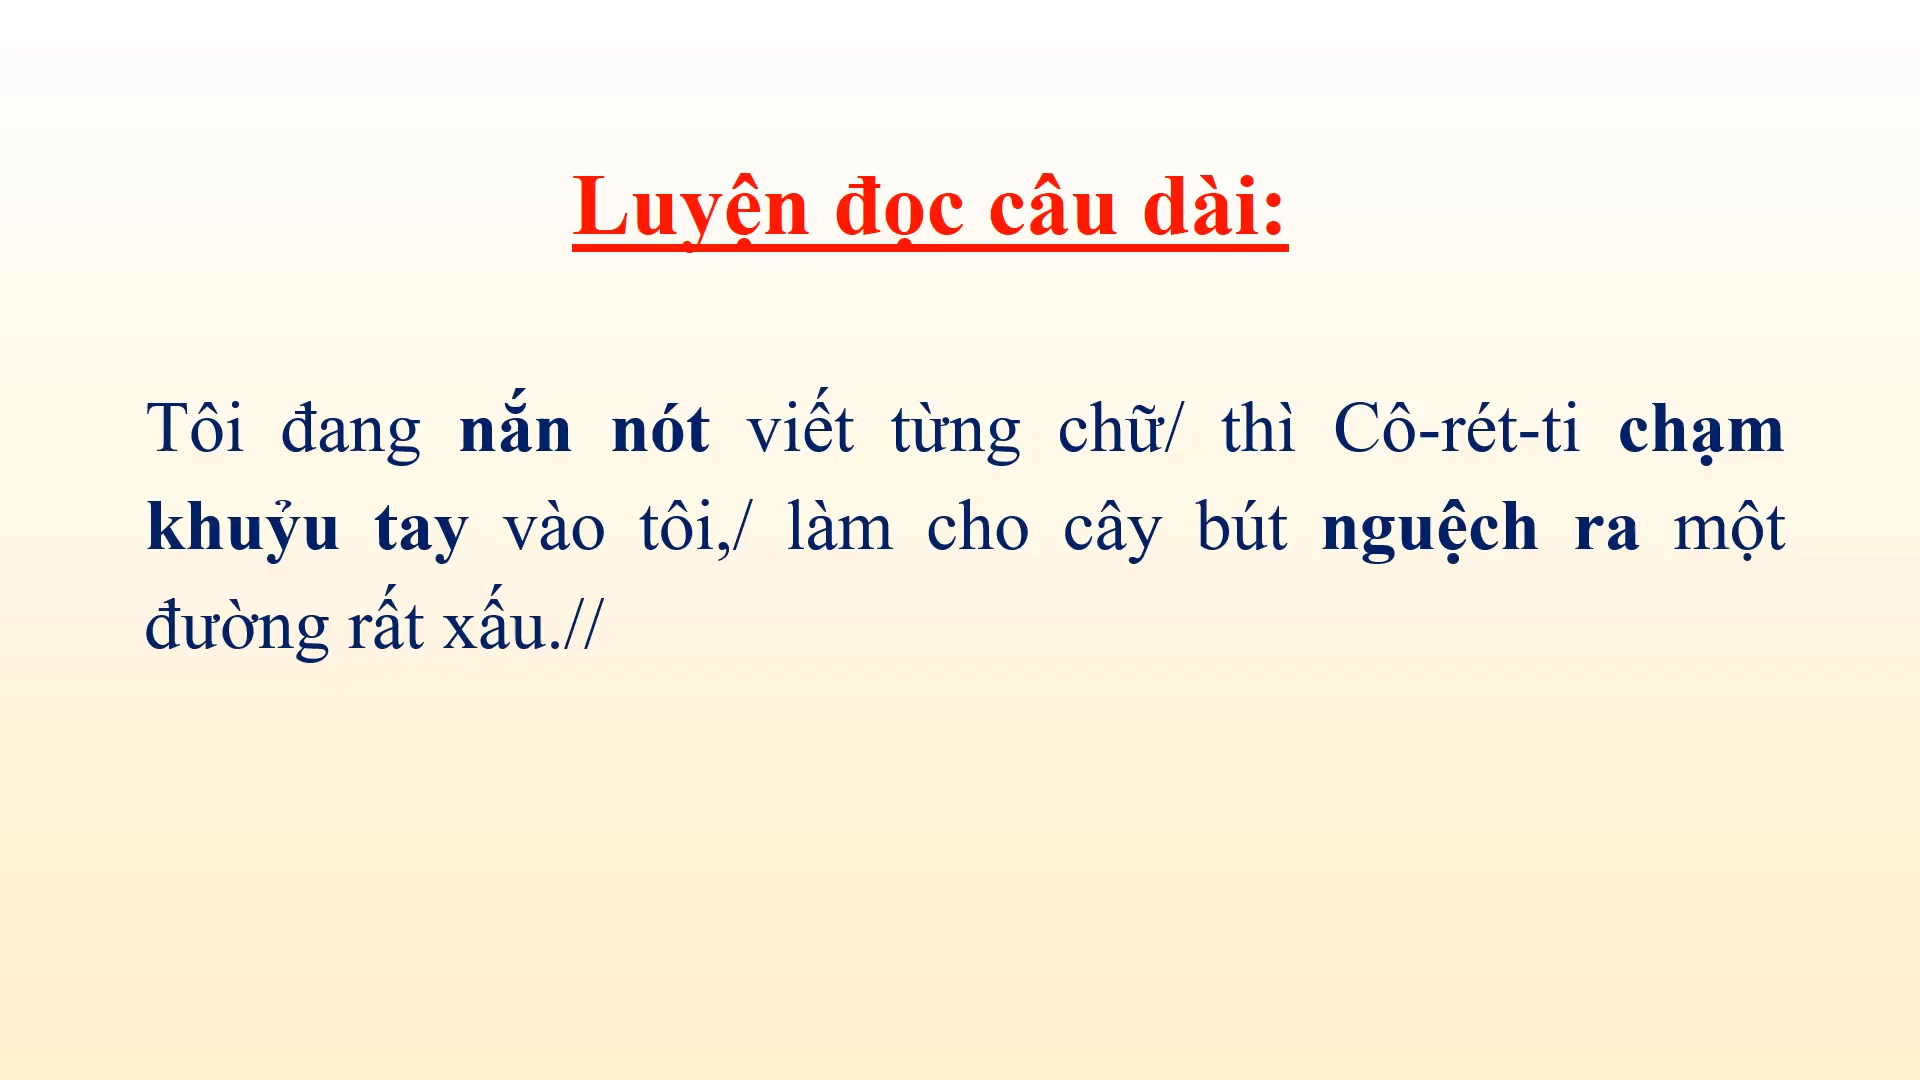 Luyện đọc câu dài:
Tôi đang nắn nót viết từng chữ/ thì Cô-rét-ti chạm
khuỷu tay vào tôi,/ làm cho cây bút nguệch ra một
đường rất xấu.//